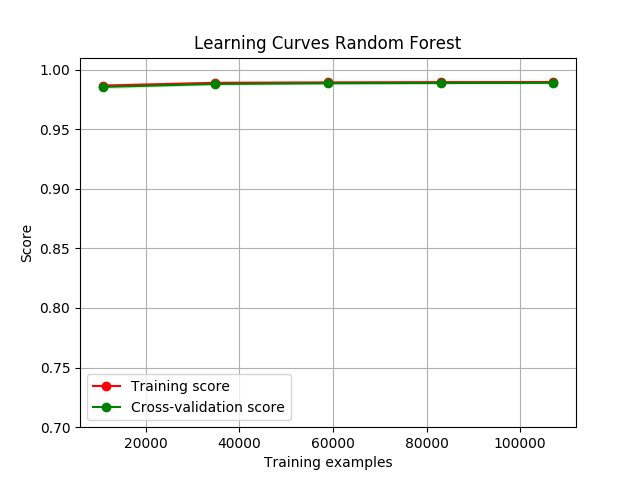 Learning Curves Random Forest
1.00
0.95
0.90
0.85
0.80
0.75
0.70
Score
Training score
Cross-validation score
20000 40000 60000 80000 100000
Training examples